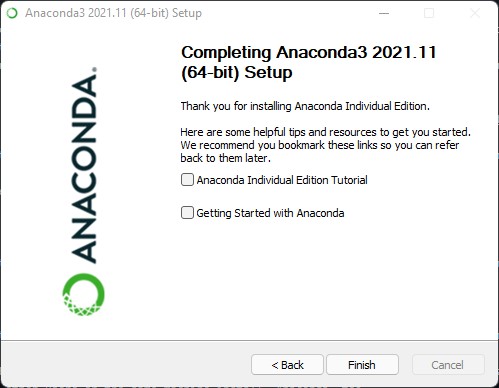 Anaconda3 2021.11 (64-bit) Setup
Completing Anaconda3 2021.11
(64-bit) Setup
Thank you for installing Anaconda Individual Edition.
Here are some helpful tips and resources to get you started.
We recommend you bookmark these links so you can refer
back to them later.
Anaconda Individual Edition Tutorial
Getting Started with Anaconda
ANACONDA.
< Back
Finish
Cancel